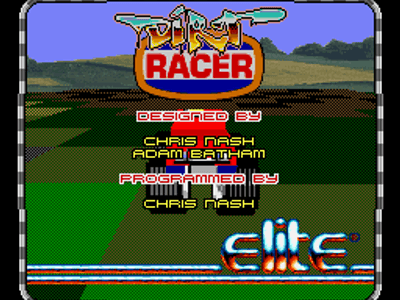 DIRT
RACER
DESIGNED BY
CHRIS NASH
ADAM BATHAM
PROGRAMMED BY
CHRIS NASH
elite®